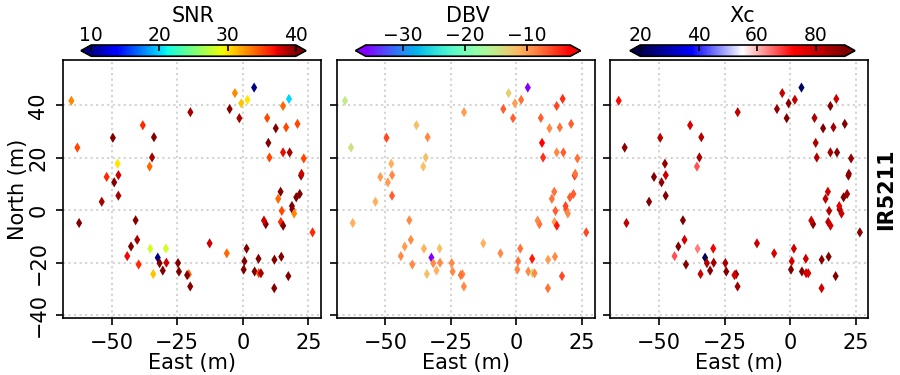 SNR DBV Xc
10 20 30 40 −30 −20 −10 20 40 60 80
40
20
0
−20
−40
North (m)
−50 −25 0 25 −50 −25 0 25 −50 −25 0 25
East (m) East (m) East (m)
IR5211